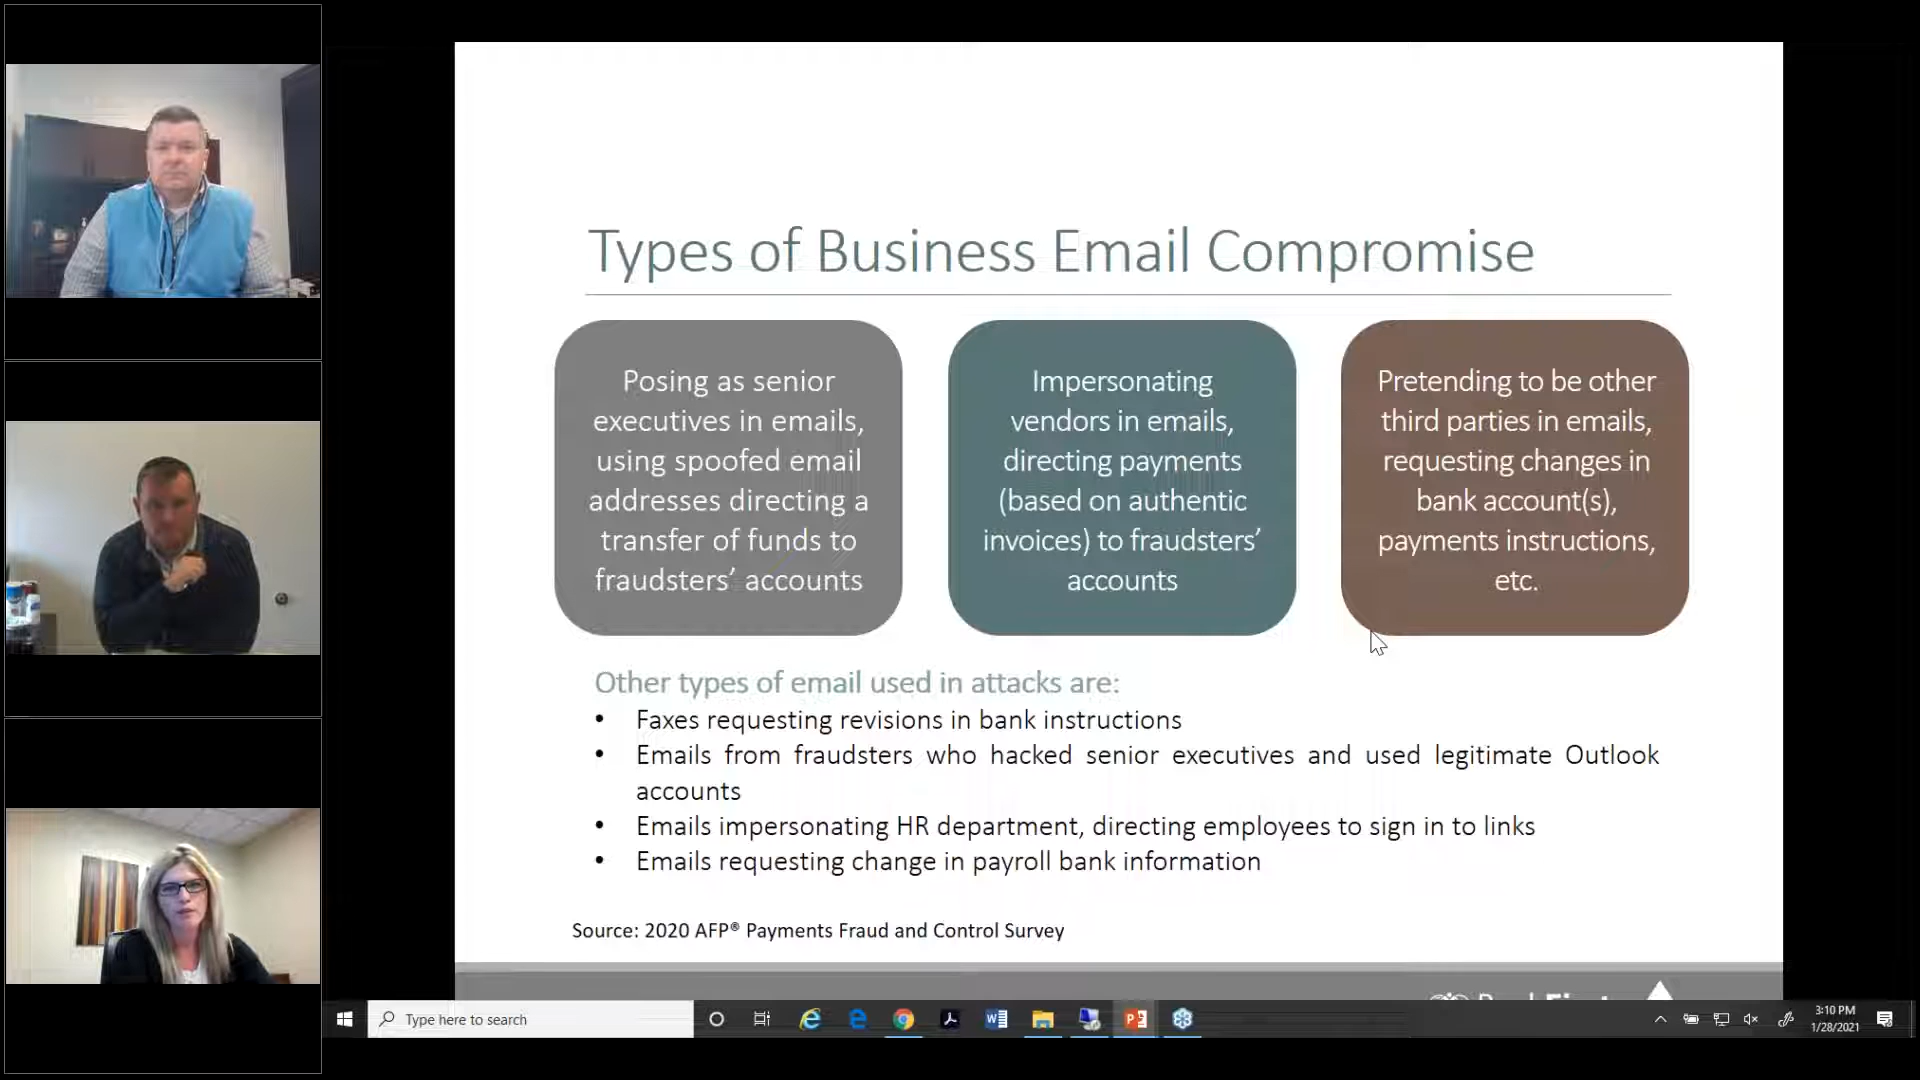 Types of Business Email Compromise
Posing as senior
executives in emails,
using spoofed email
addresses directing a
transfer of funds to
fraudsters’ accounts
Impersonating
vendors in emails,
directing payments
(based on authentic
invoices) to fraudsters’
accounts
Pretending to be other
third parties in emails,
requesting changes in
bank account(s),
payments instructions,
etc.
Other types of email used in attacks are:
• Faxes requesting revisions in bank instructions
• Emails from fraudsters who hacked senior executives and used legitimate Outlook
accounts
• Emails impersonating HR department, directing employees to sign in to links
• Emails requesting change in payroll bank information
Source: 2020 AFP® Payments Fraud and Control Survey
Type here to search
3:10 PM
1/28/2021